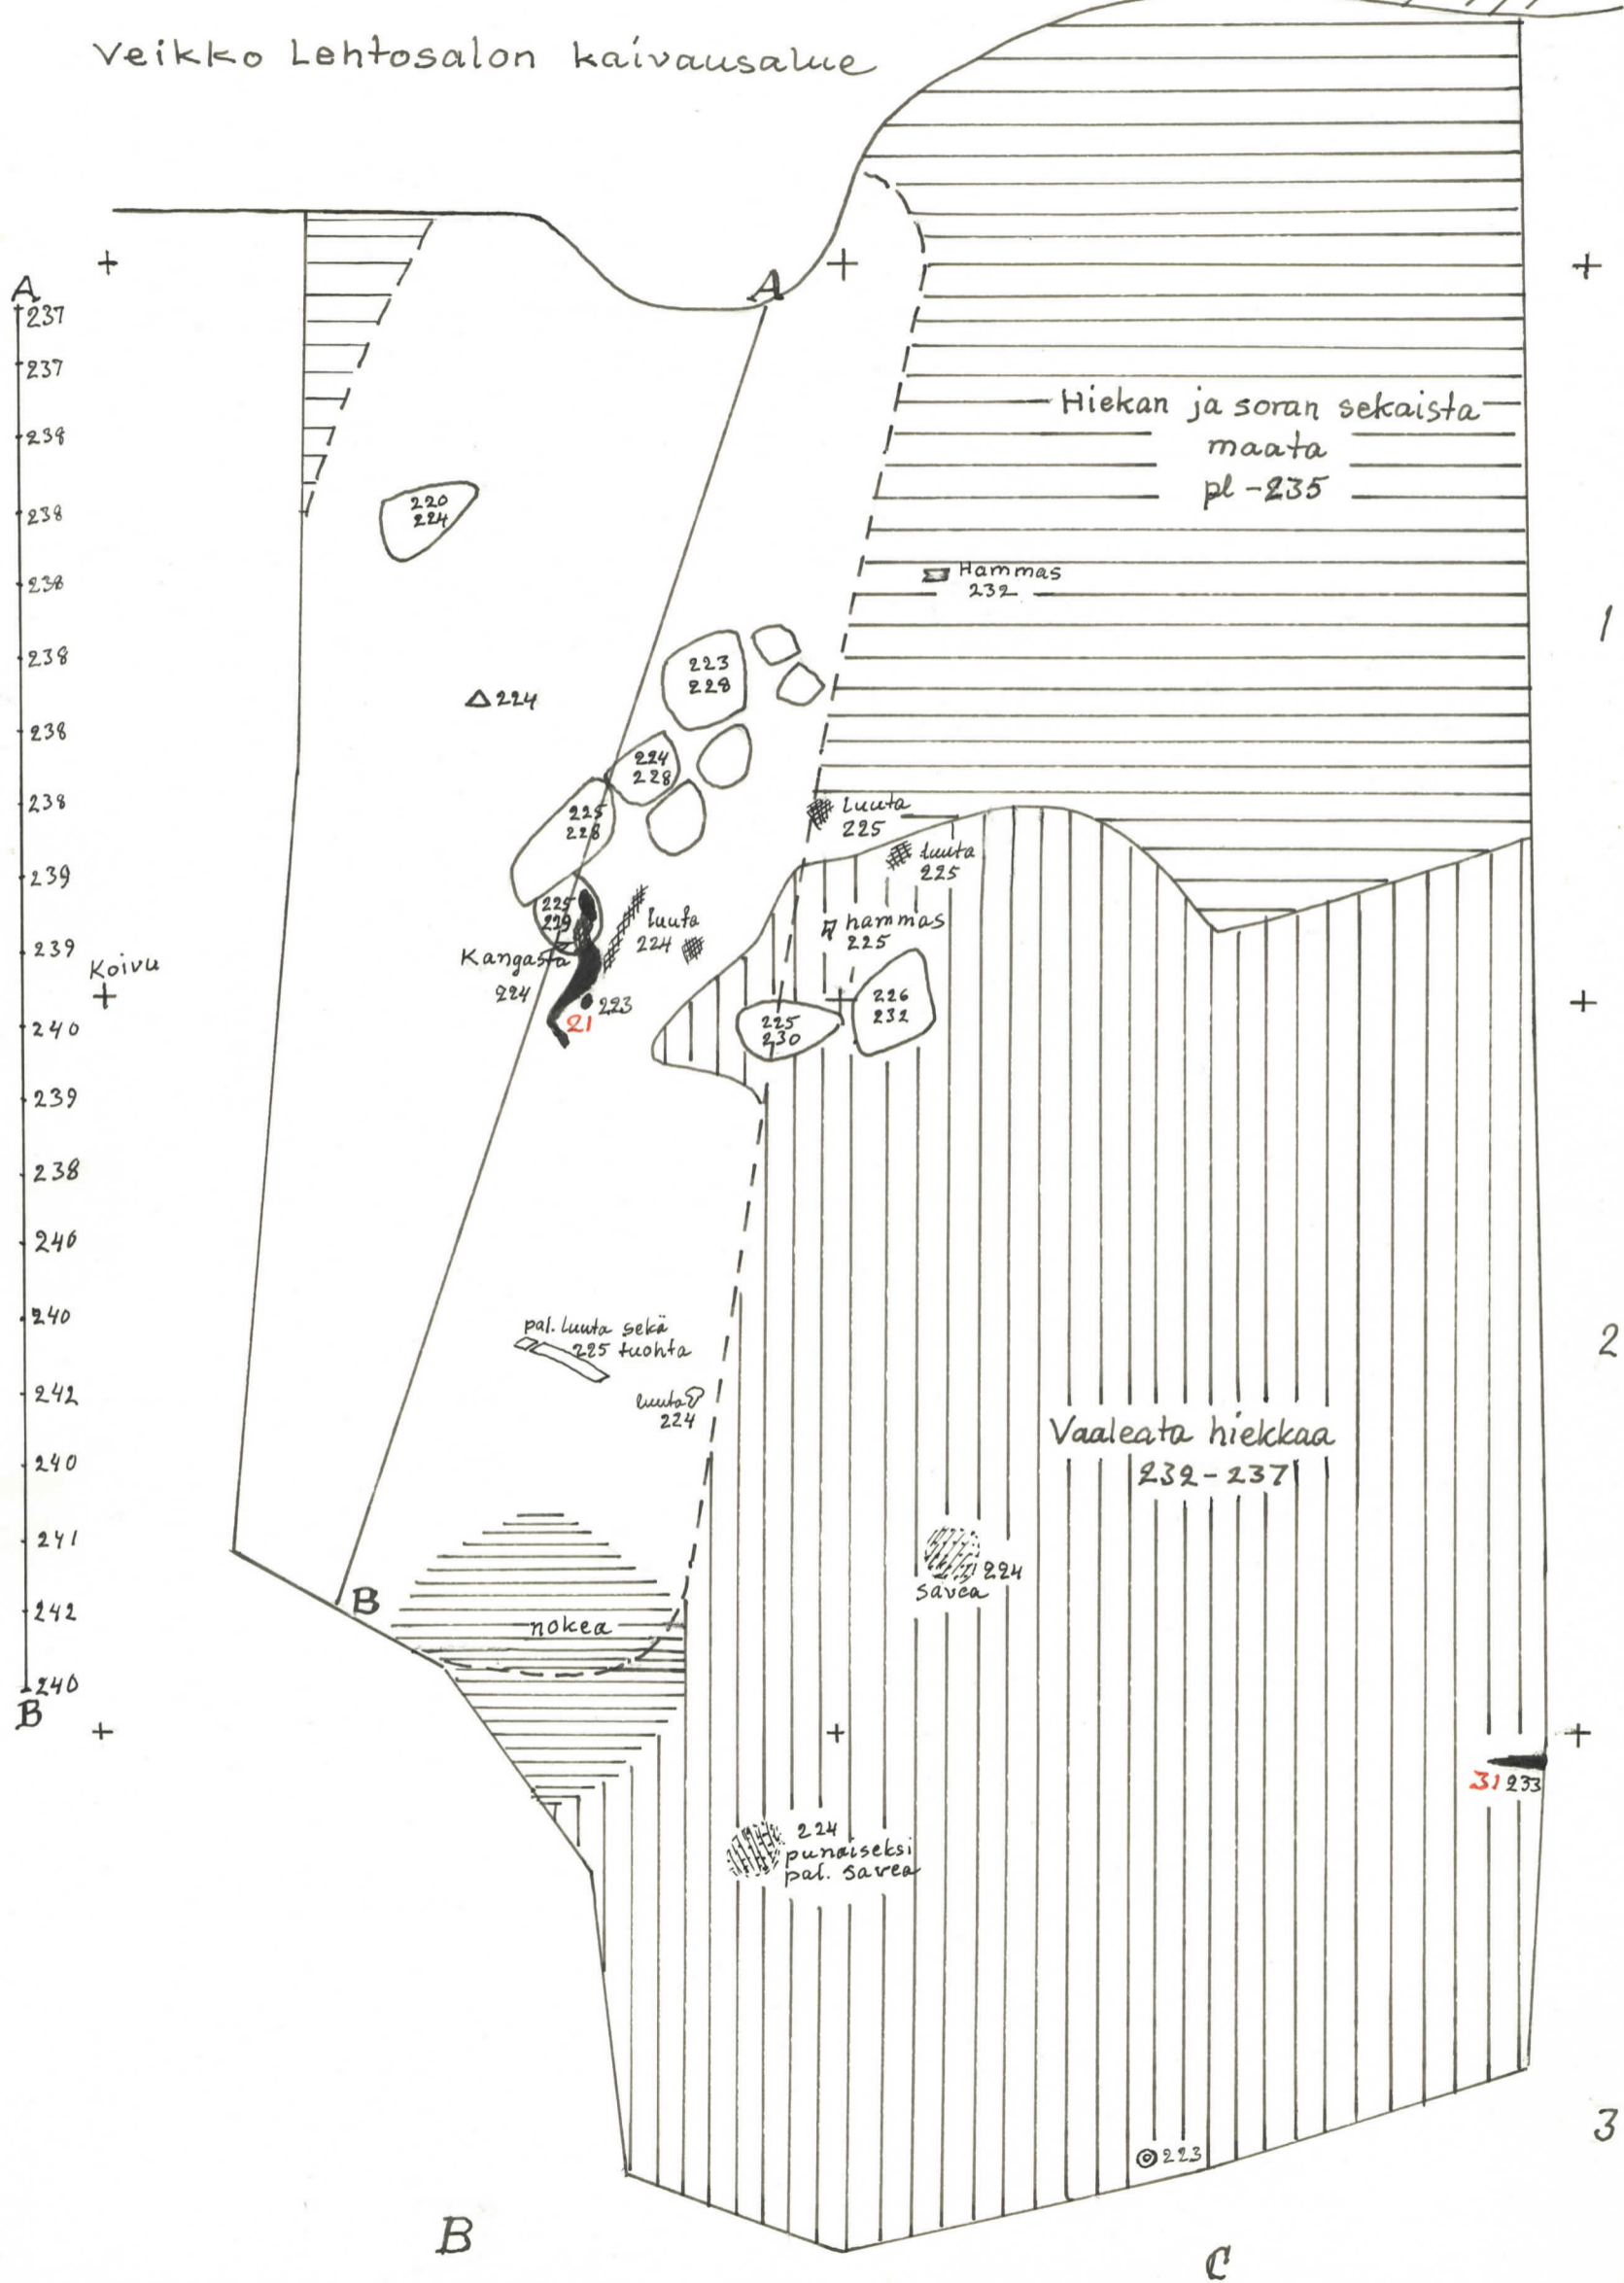 Veikko Lehtosalon kaivausalue
A
237
237
239
238
238
238
238
238
239
239
240
239
238
240
240
242
240
241
242
240
B
A
Hiekan ja soran sekaista
maata
pl - 235
220
224
Hammas
232
1
223
228
△ 224
224
228
225
228
luuta
225
luuta
225
225
229
luuta
224
hammas
225
Kangasta
224
223
21
Koivu
225
230
226
232
pal. luuta sekä
225 tuohta
luuta
224
2
Vaaleata hiekkaa
232 - 237
224
savea
B
nokea
31 233
224
punaiseksi
pal. savea
223
3
B
C